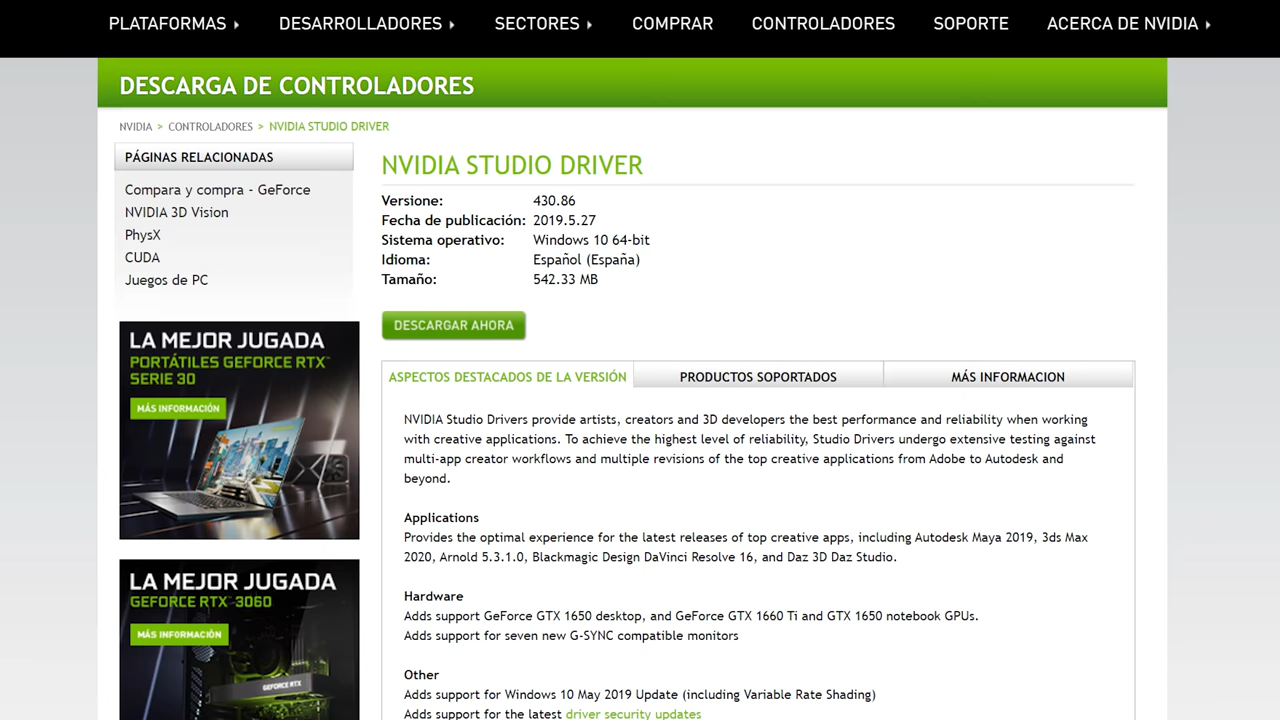 PLATAFORMAS DESARROLLADORES SECTORES COMPRAR CONTROLADORES SOPORTE ACERCA DE NVIDIA
DESCARGA DE CONTROLADORES
NVIDIA > CONTROLADORES > NVIDIA STUDIO DRIVER
PÁGINAS RELACIONADAS
Compara y compra - GeForce
NVIDIA 3D Vision
PhysX
CUDA
Juegos de PC
LA MEJOR JUGADA
PORTÁTILES GEFORCE RTX™
SERIE 30
MÁS INFORMACIÓN
LA MEJOR JUGADA
GEFORCE RTX™ 3060
MÁS INFORMACIÓN
GEFORCE RTX
NVIDIA STUDIO DRIVER
Versione: 430.86
Fecha de publicación: 2019.5.27
Sistema operativo: Windows 10 64-bit
Idioma: Español (España)
Tamaño: 542.33 MB
DESCARGAR AHORA
ASPECTOS DESTACADOS DE LA VERSIÓN PRODUCTOS SOPORTADOS MÁS INFORMACION
NVIDIA Studio Drivers provide artists, creators and 3D developers the best performance and reliability when working
with creative applications. To achieve the highest level of reliability, Studio Drivers undergo extensive testing against
multi-app creator workflows and multiple revisions of the top creative applications from Adobe to Autodesk and
beyond.
Applications
Provides the optimal experience for the latest releases of top creative apps, including Autodesk Maya 2019, 3ds Max
2020, Arnold 5.3.1.0, Blackmagic Design DaVinci Resolve 16, and Daz 3D Daz Studio.
Hardware
Adds support GeForce GTX 1650 desktop, and GeForce GTX 1660 Ti and GTX 1650 notebook GPUs.
Adds support for seven new G-SYNC compatible monitors
Other
Adds support for Windows 10 May 2019 Update (including Variable Rate Shading)
Adds support for the latest driver security updates